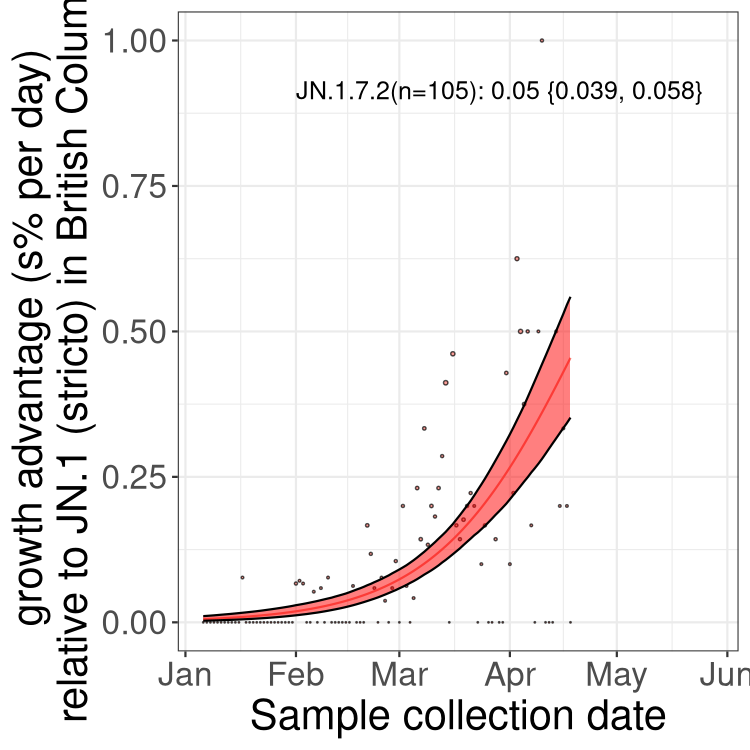 growth advantage (s% per day)
relative to JN.1 (stricto) in British Colum
1.00
0.75
0.50
0.25
0.00
JN.1.7.2(n=105): 0.05 {0.039, 0.058}
Jan Feb Mar Apr May Jun
Sample collection date